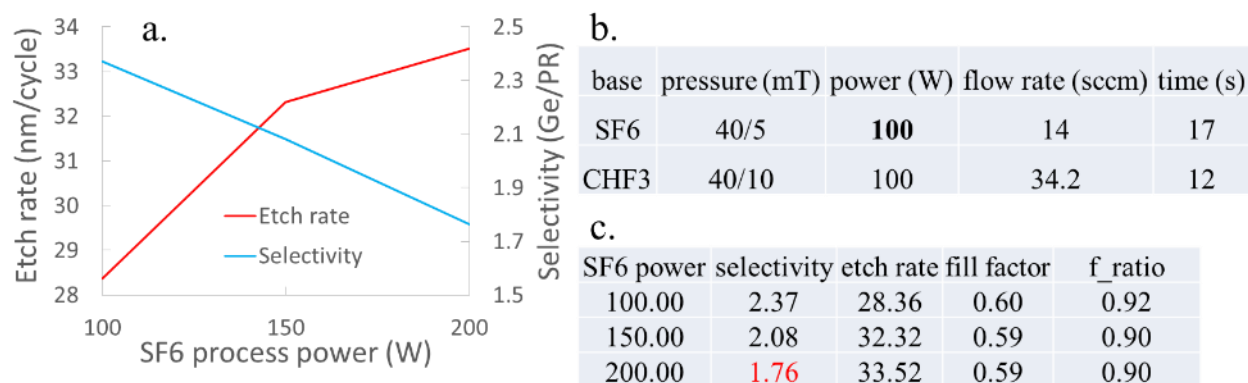 a.
Etch rate (nm/cycle)
34
33
32
31
30
29
28
Etch rate
Selectivity
100 150 200
SF6 process power (W)
2.5
2.3
2.1
1.9
1.7
1.5
Selectivity (Ge/PR)
b.
base pressure (mT) power (W) flow rate (sccm) time (s)
SF6 40/5 100 14 17
CHF3 40/10 100 34.2 12
c.
SF6 power selectivity etch rate fill factor f_ratio
100.00 2.37 28.36 0.60 0.92
150.00 2.08 32.32 0.59 0.90
200.00 1.76 33.52 0.59 0.90